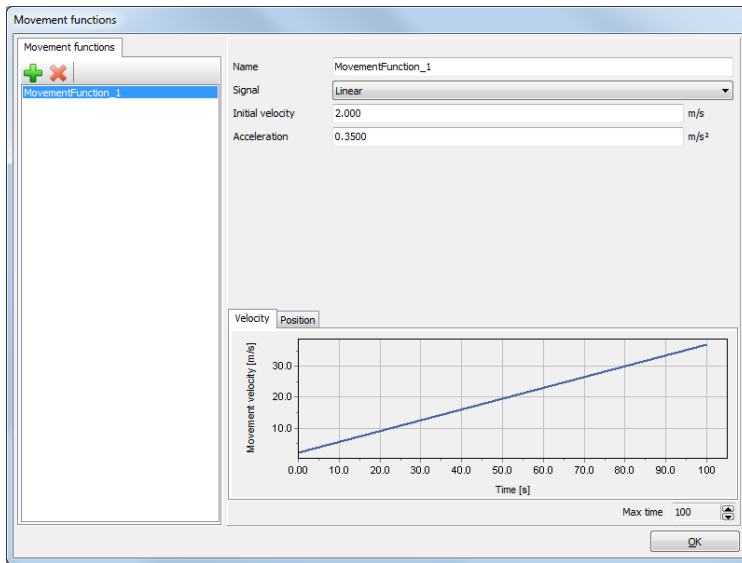 Movement functions
Movement functions
MovementFunction_1
Name MovementFunction_1
Signal Linear
Initial velocity 2.000 m/s
Acceleration 0.3500 m/s²
Velocity Position
Movement velocity [m/s]
30.0
20.0
10.0
0.00 10.0 20.0 30.0 40.0 50.0 60.0 70.0 80.0 90.0 100
Time [s]
Max time 100
OK